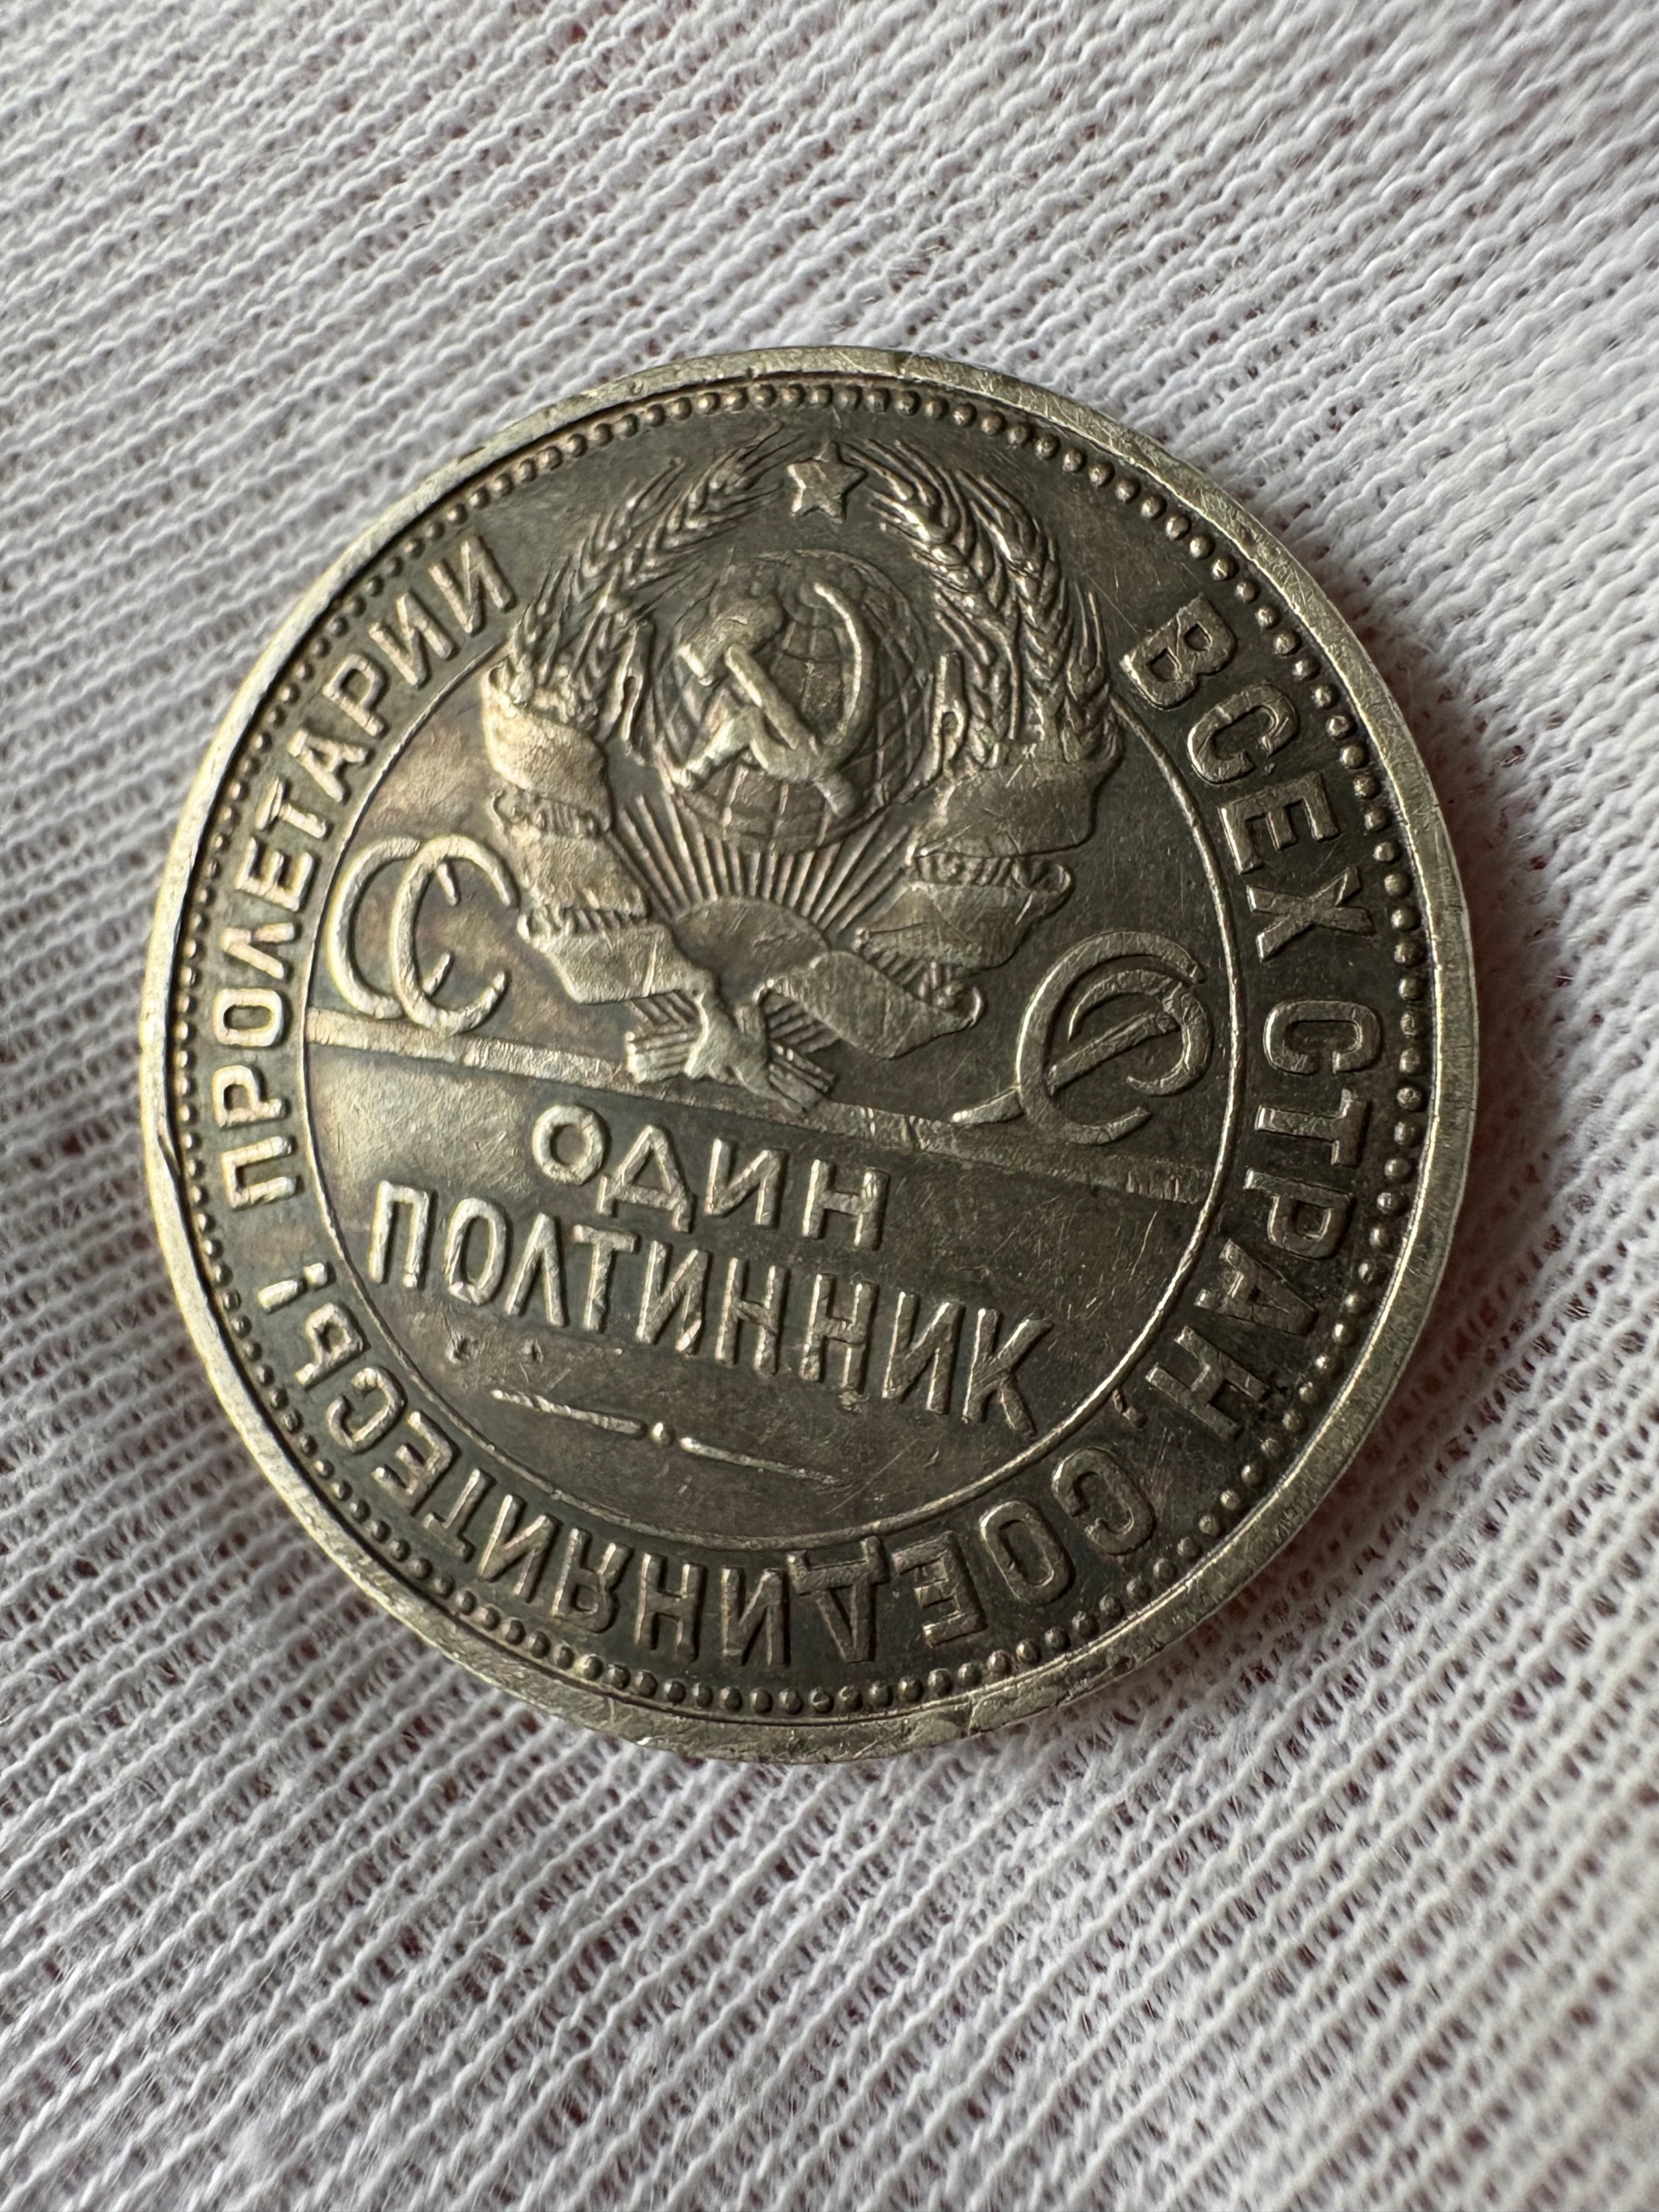 ПРОЛЕТАРИИ ВСЕХ СТРАН, СОЕДИНЯЙТЕСЬ!
СС СР
ОДИН
ПОЛТИННИК